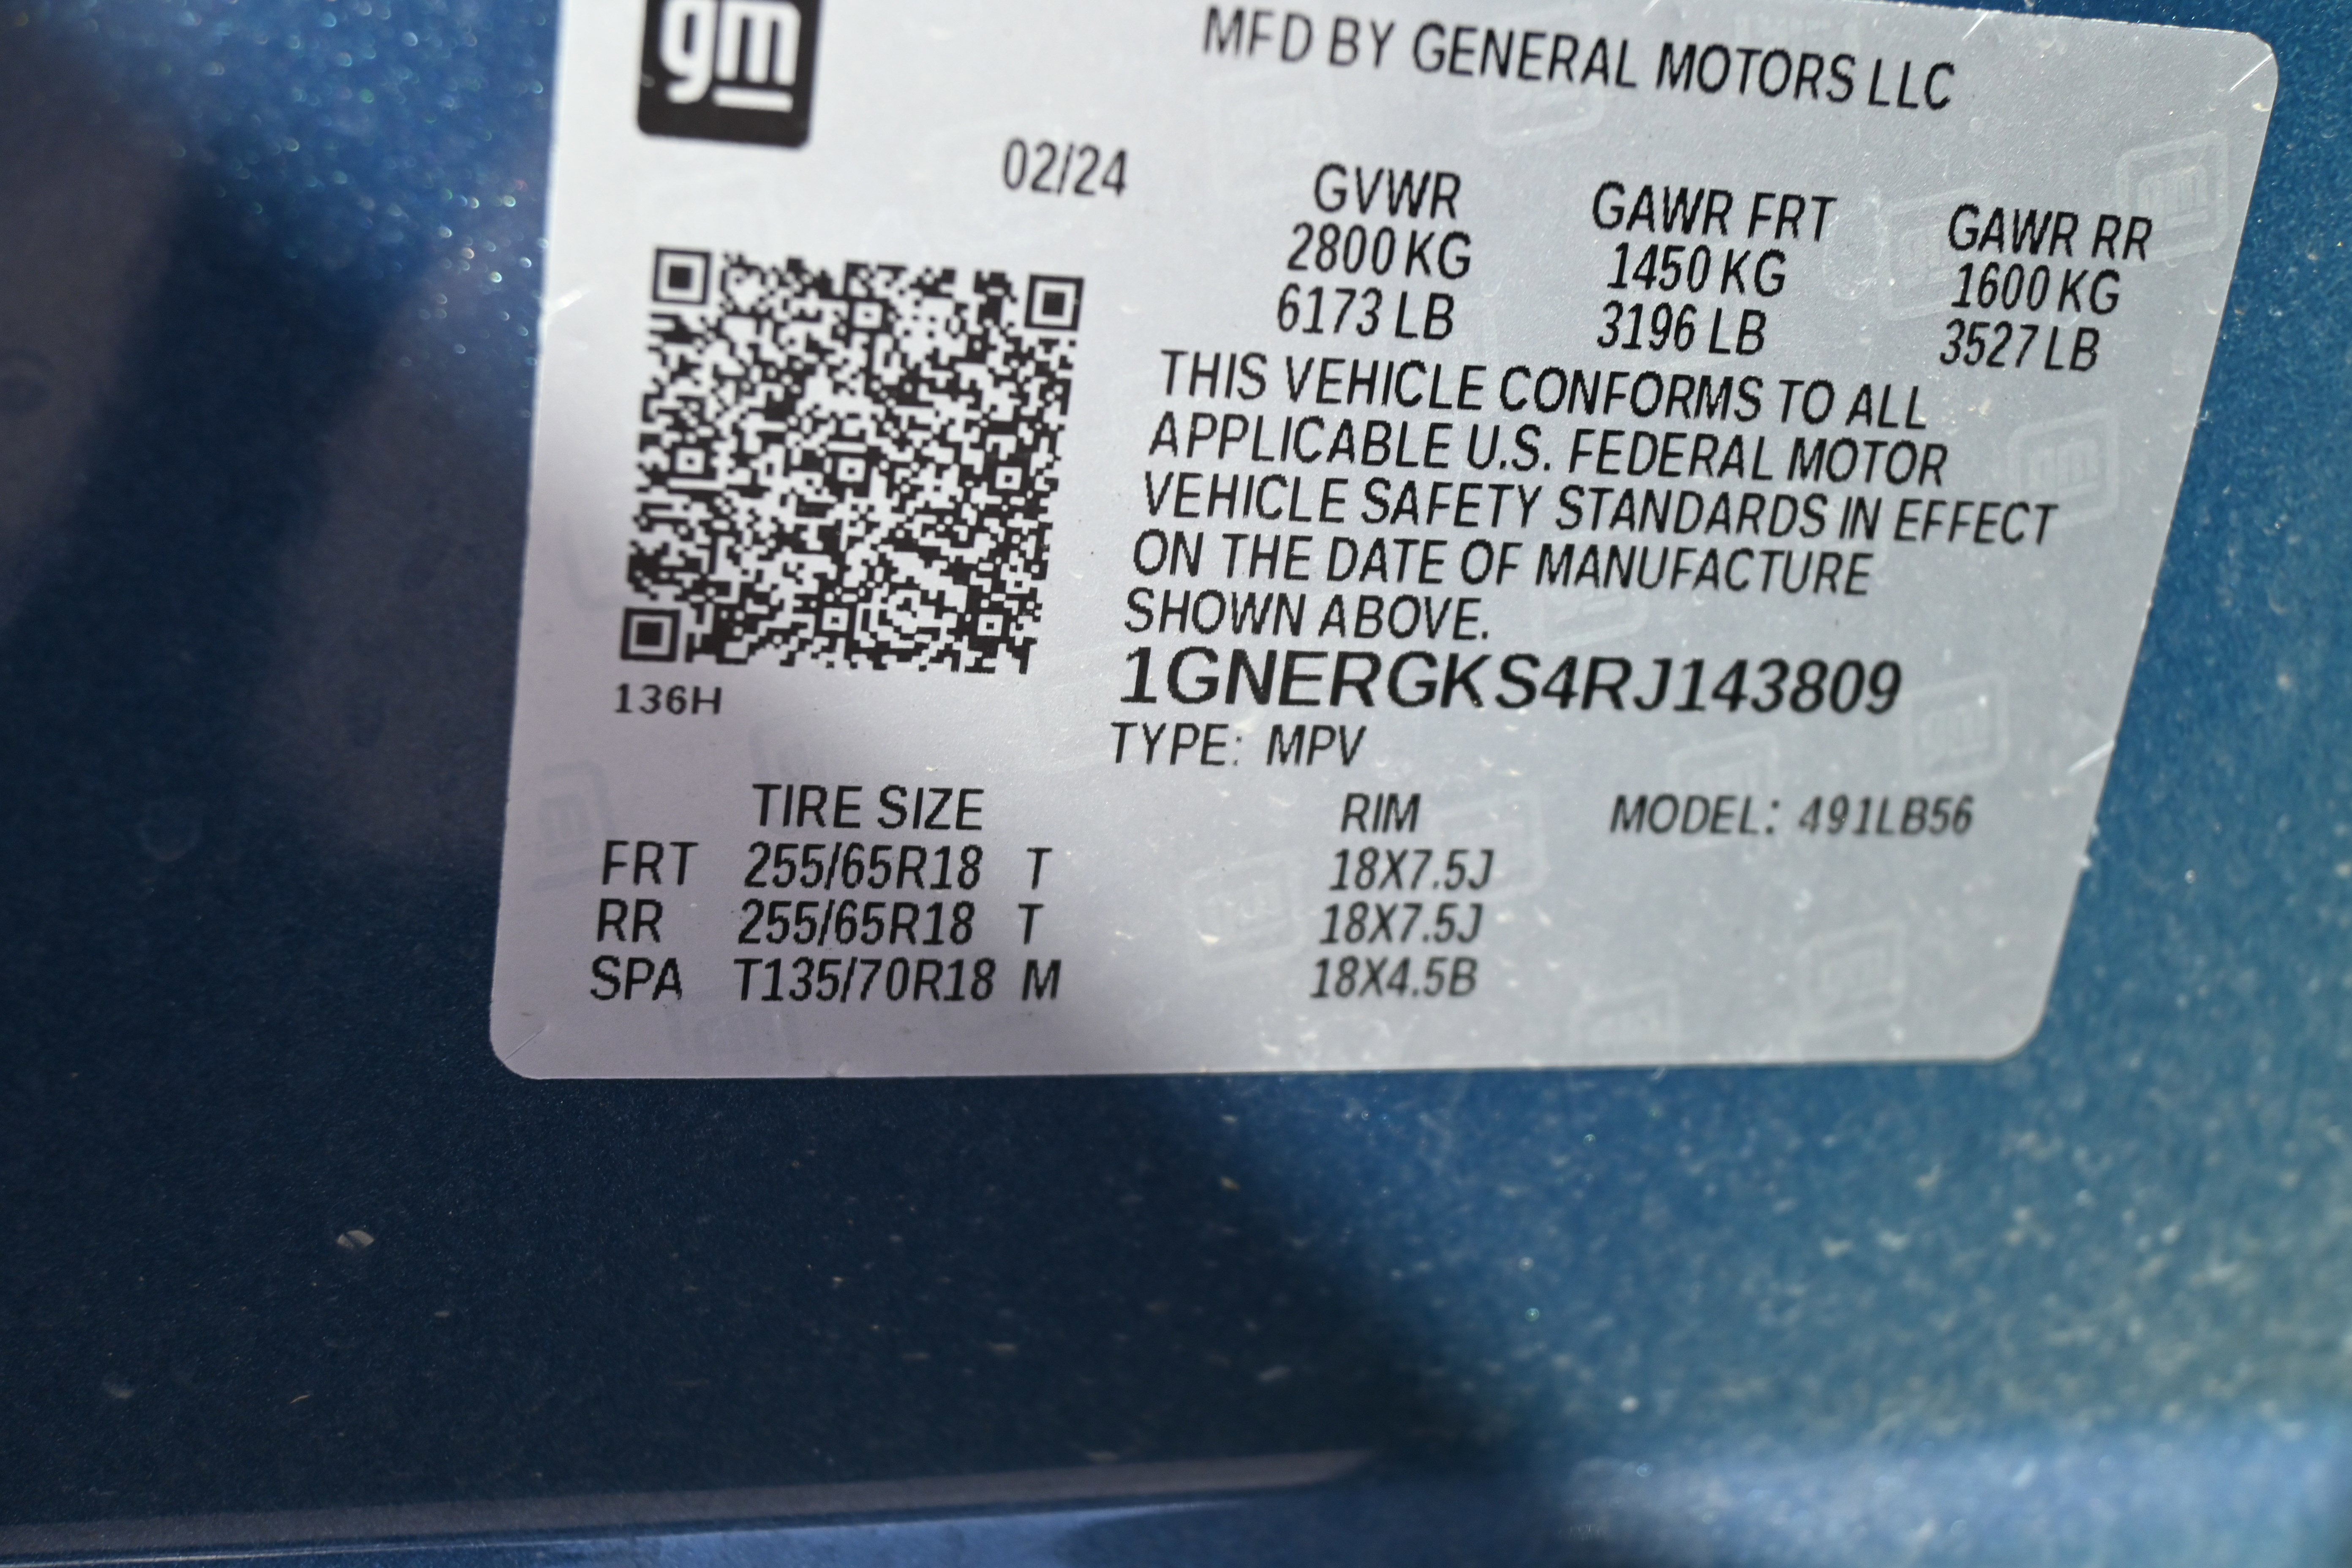 gm
MFD BY GENERAL MOTORS LLC
02/24
GVWR GAWR FRT GAWR RR
2800 KG 1450 KG 1600 KG
6173 LB 3196 LB 3527 LB
THIS VEHICLE CONFORMS TO ALL
APPLICABLE U.S. FEDERAL MOTOR
VEHICLE SAFETY STANDARDS IN EFFECT
ON THE DATE OF MANUFACTURE
SHOWN ABOVE.
1GNERGKS4RJ143809
136H
TYPE: MPV
TIRE SIZE RIM MODEL: 491LB56
FRT 255/65R18 T 18X7.5J
RR 255/65R18 T 18X7.5J
SPA T135/70R18 M 18X4.5B